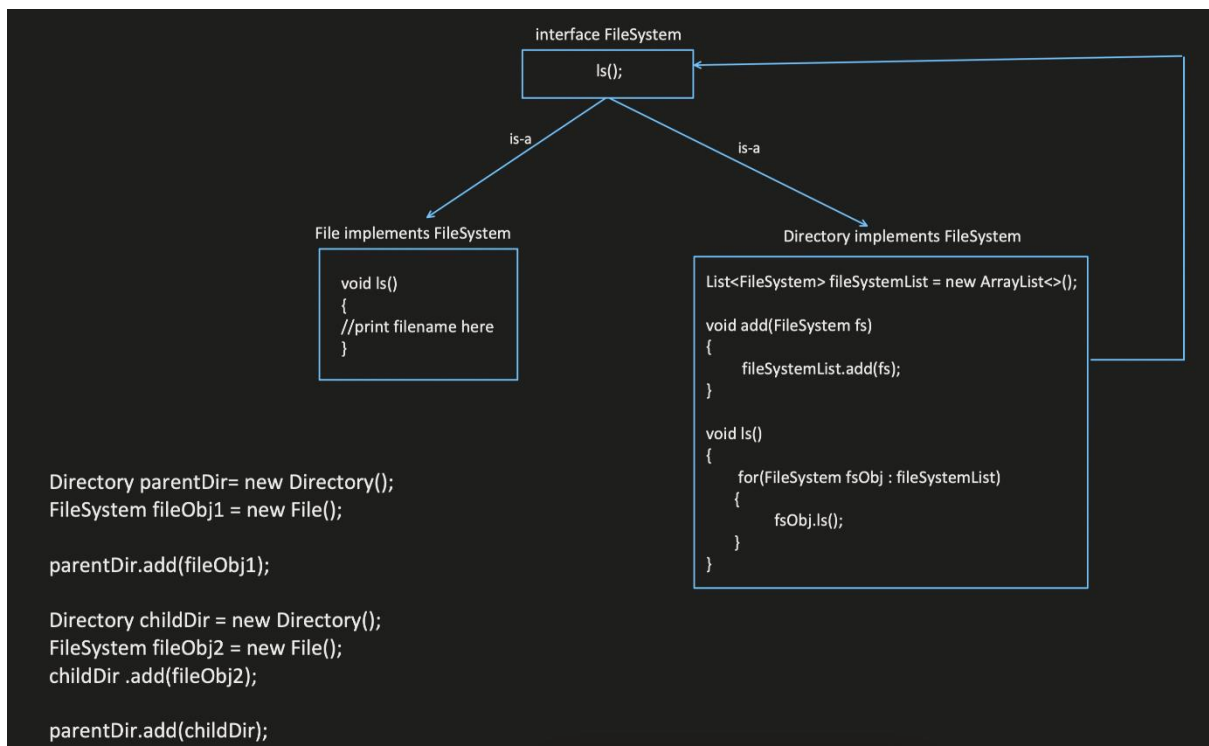 interface FileSystem
ls();
is-a
is-a
File implements FileSystem
void ls()
{
//print filename here
}
Directory implements FileSystem
List<FileSystem> fileSystemList = new ArrayList<>();
void add(FileSystem fs)
{
fileSystemList.add(fs);
}
void ls()
{
for(FileSystem fsObj : fileSystemList)
{
fsObj.ls();
}
}
Directory parentDir= new Directory();
FileSystem fileObj1 = new File();
parentDir.add(fileObj1);
Directory childDir = new Directory();
FileSystem fileObj2 = new File();
childDir .add(fileObj2);
parentDir.add(childDir);